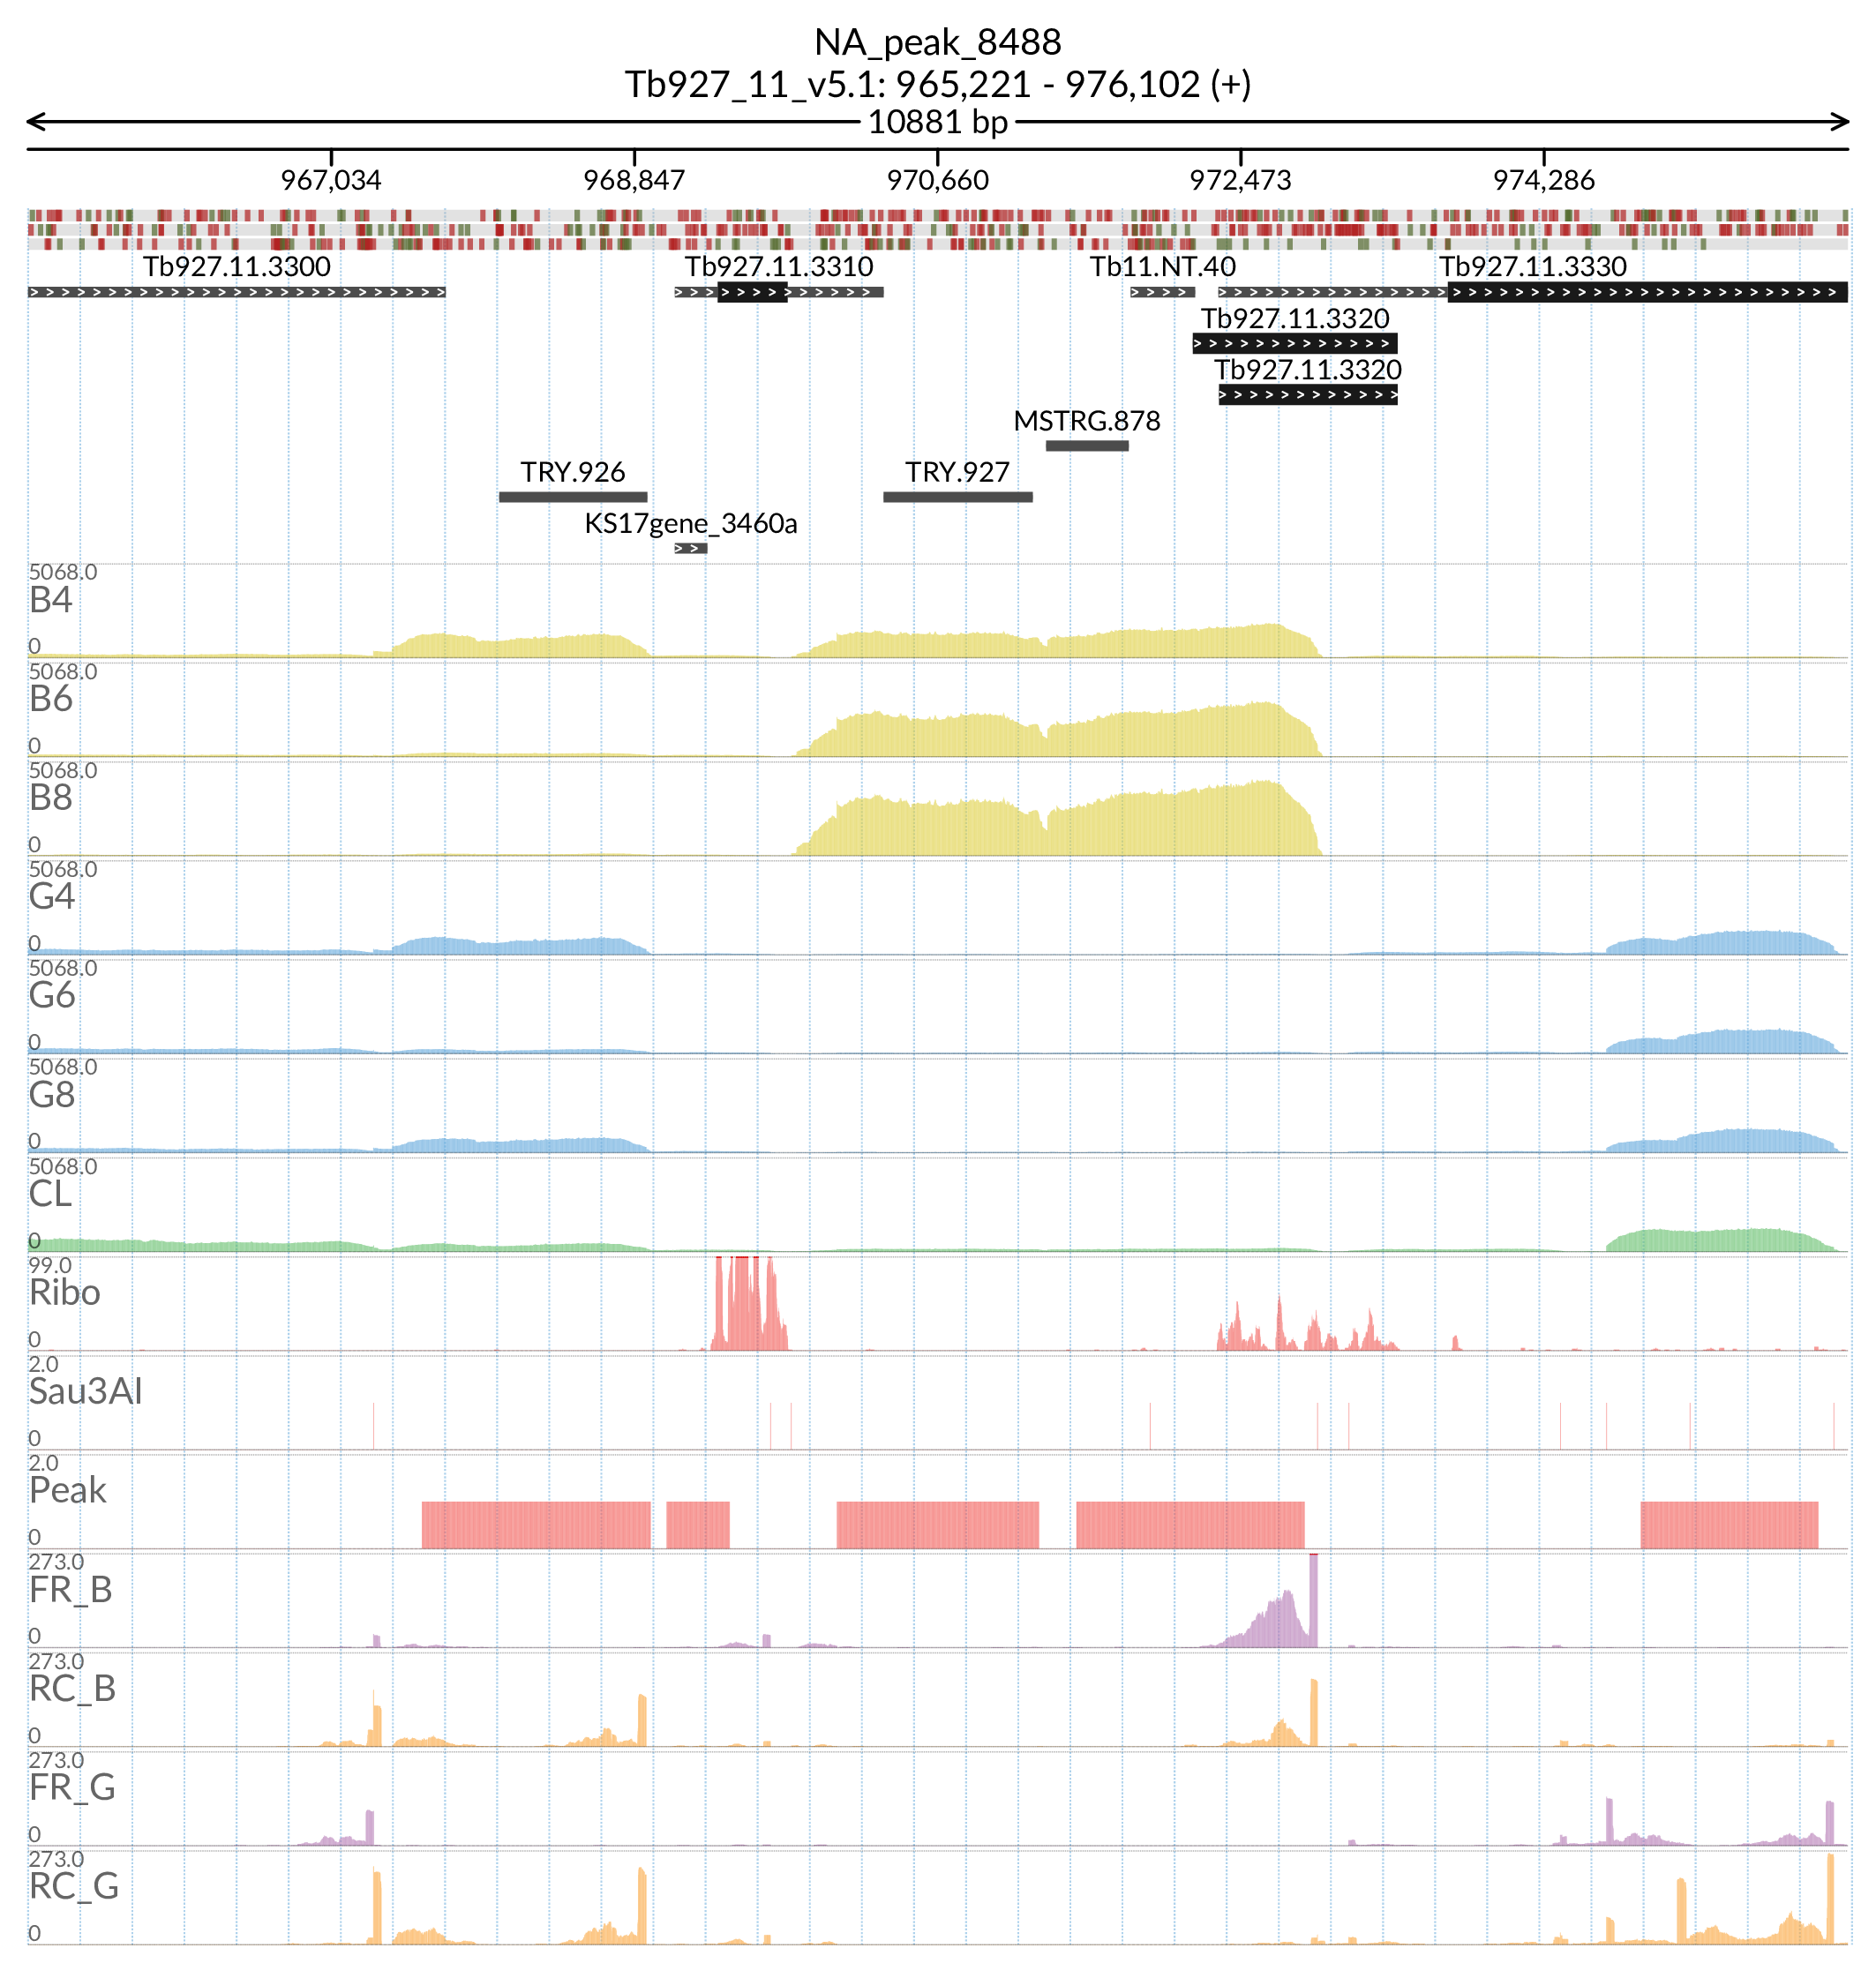 NA_peak_8488
Tb927_11_v5.1: 965,221 - 976,102 (+)
10881 bp
967,034 968,847 970,660 972,473 974,286
Tb927.11.3300 Tb927.11.3310 Tb11.NT.40 Tb927.11.3330
Tb927.11.3320
Tb927.11.3320
MSTRG.878
TRY.926 TRY.927
KS17gene_3460a
5068.0
B4
0
5068.0
B6
0
5068.0
B8
0
5068.0
G4
0
5068.0
G6
0
5068.0
G8
0
5068.0
CL
0
99.0
Ribo
0
2.0
Sau3AI
0
2.0
Peak
0
273.0
FR_B
0
273.0
RC_B
0
273.0
FR_G
0
273.0
RC_G
0